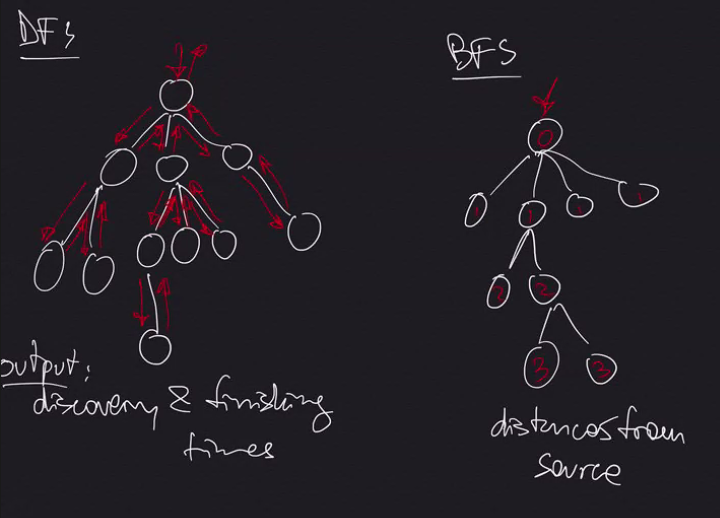 DFS
output:
discovery & finishing
times
BFS
0
1 1 1 1
2 2
3 3
distances from
source